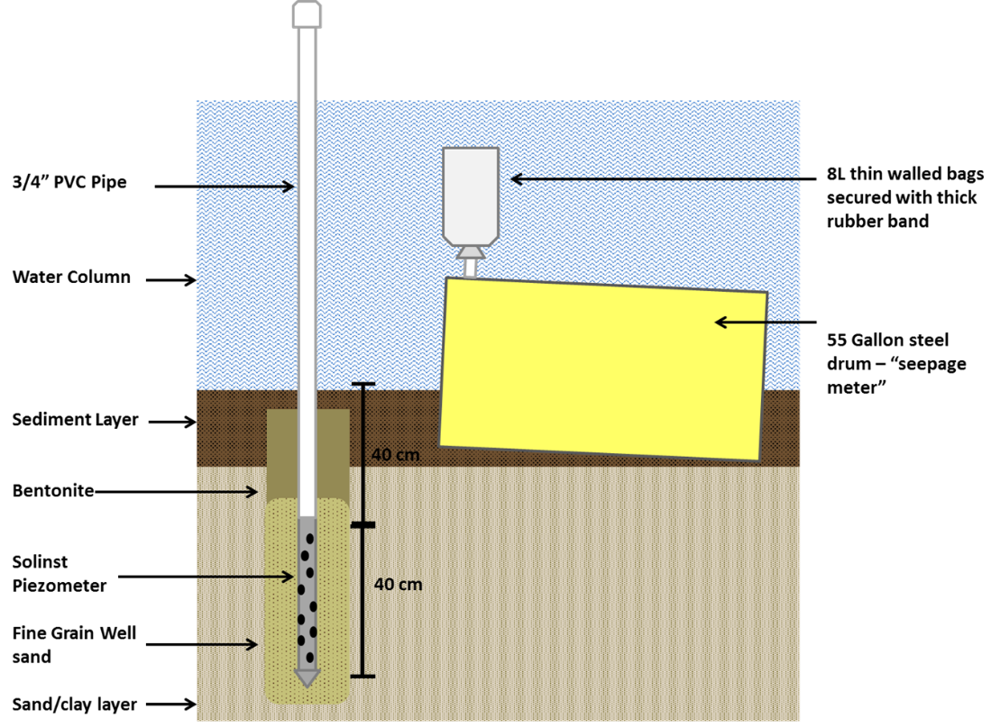 3/4” PVC Pipe
8L thin walled bags
secured with thick
rubber band
Water Column
55 Gallon steel
drum – “seepage
meter”
Sediment Layer
40 cm
Bentonite
Solinst
Piezometer
40 cm
Fine Grain Well
sand
Sand/clay layer